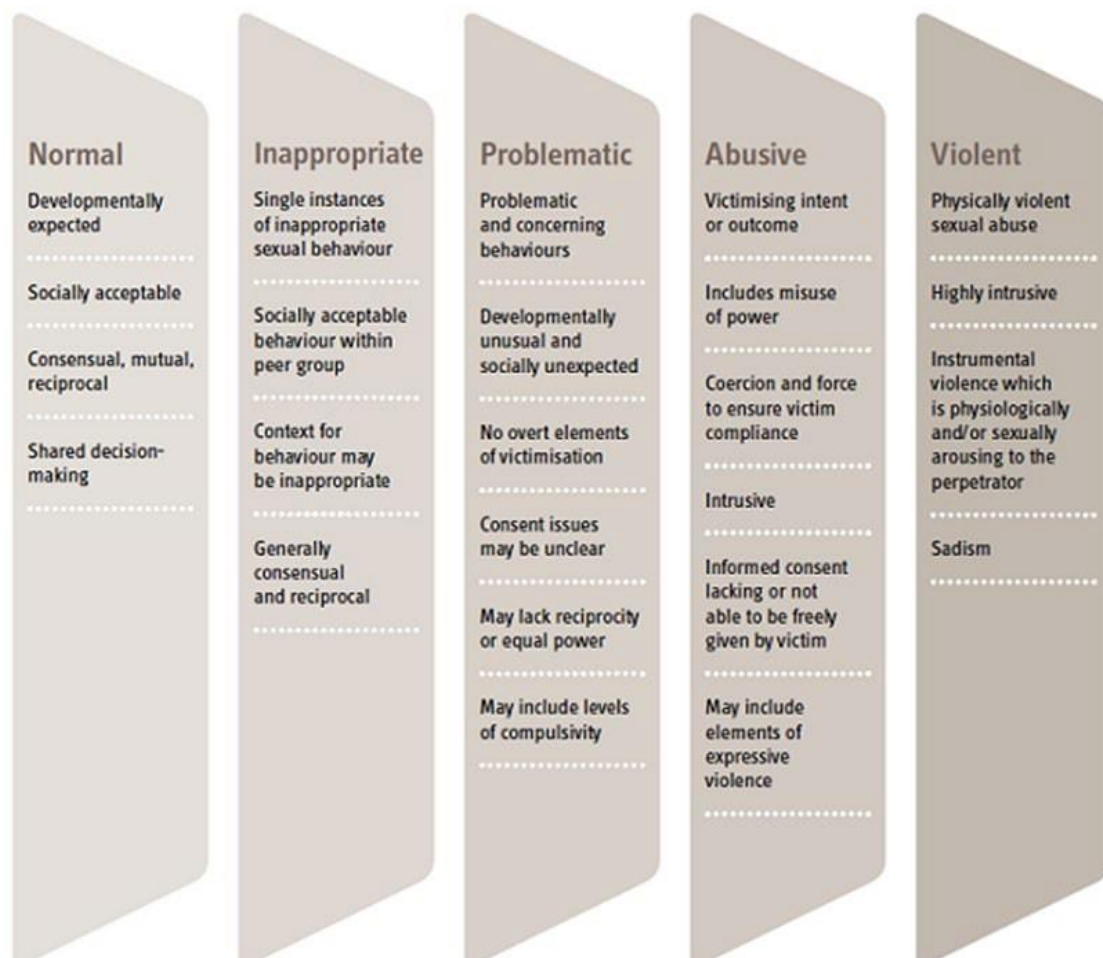 Normal
Developmentally
expected
Socially acceptable
Consensual, mutual,
reciprocal
Shared decision-
making
Inappropriate
Single instances
of inappropriate
sexual behaviour
Socially acceptable
behaviour within
peer group
Context for
behaviour may
be inappropriate
Generally
consensual
and reciprocal
Problematic
Problematic
and concerning
behaviours
Developmentally
unusual and
socially unexpected
No overt elements
of victimisation
Consent issues
may be unclear
May lack reciprocity
or equal power
May include levels
of compulsivity
Abusive
Victimising intent
or outcome
Includes misuse
of power
Coercion and force
to ensure victim
compliance
Intrusive
Informed consent
lacking or not
able to be freely
given by victim
May include
elements of
expressive
violence
Violent
Physically violent
sexual abuse
Highly intrusive
Instrumental
violence which
is physiologically
and/or sexually
arousing to the
perpetrator
Sadism